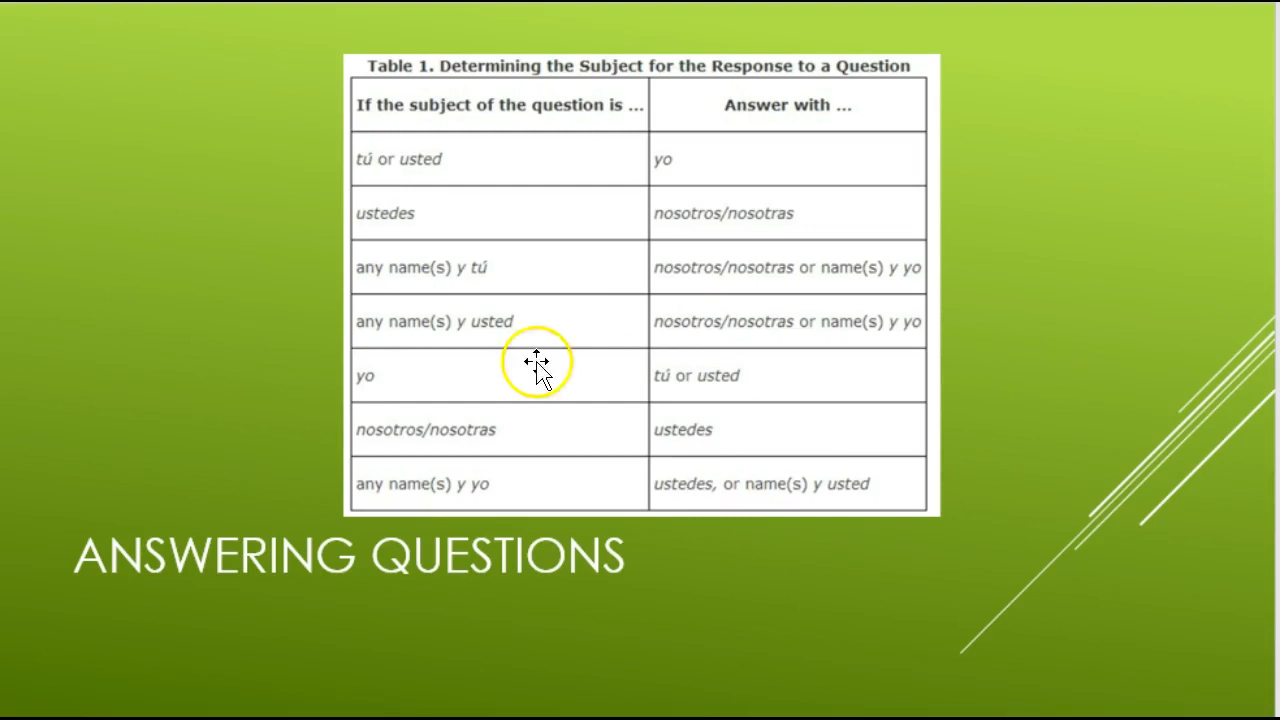 Table 1. Determining the Subject for the Response to a Question
If the subject of the question is ... Answer with ...
tú or usted yo
ustedes nosotros/nosotras
any name(s) y tú nosotros/nosotras or name(s) y yo
any name(s) y usted nosotros/nosotras or name(s) y yo
yo tú or usted
nosotros/nosotras ustedes
any name(s) y yo ustedes, or name(s) y usted
ANSWERING QUESTIONS